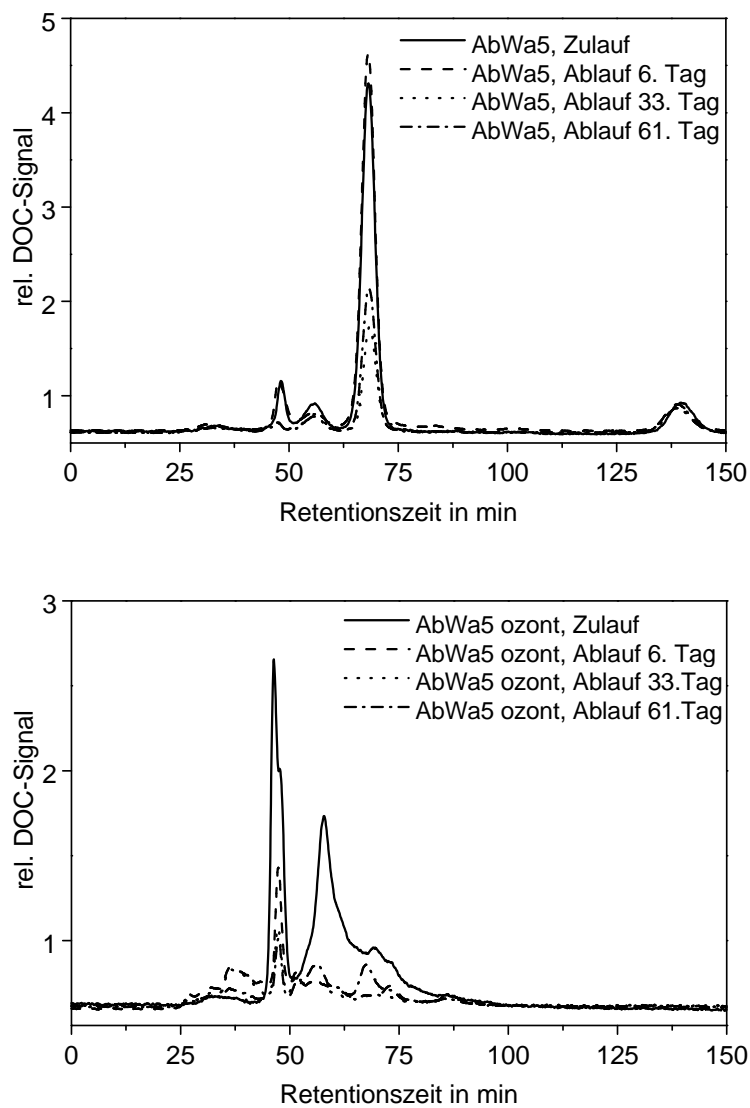 5
4
3
2
1
rel. DOC-Signal
AbWa5, Zulauf
AbWa5, Ablauf 6. Tag
AbWa5, Ablauf 33. Tag
AbWa5, Ablauf 61. Tag
0 25 50 75 100 125 150
Retentionszeit in min
3
2
1
rel. DOC-Signal
AbWa5 ozont, Zulauf
AbWa5 ozont, Ablauf 6. Tag
AbWa5 ozont, Ablauf 33.Tag
AbWa5 ozont, Ablauf 61.Tag
0 25 50 75 100 125 150
Retentionszeit in min